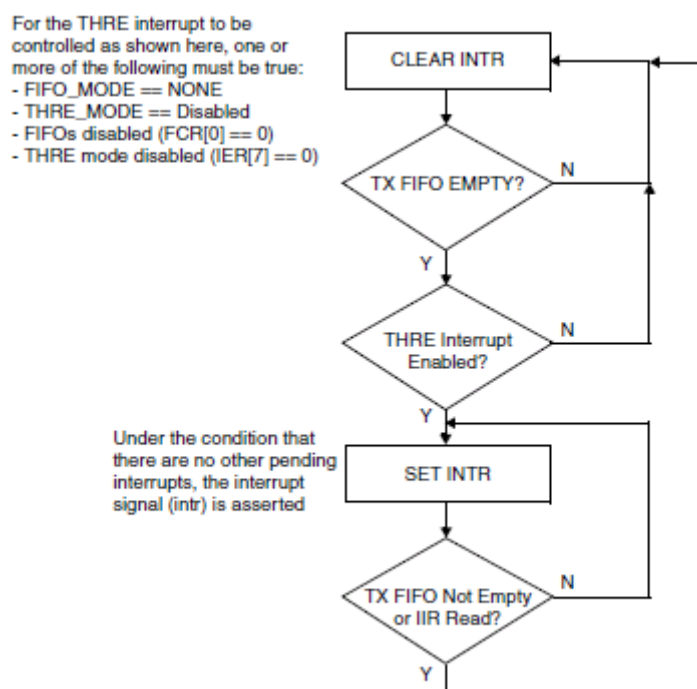 For the THRE interrupt to be
controlled as shown here, one or
more of the following must be true:
- FIFO_MODE == NONE
- THRE_MODE == Disabled
- FIFOs disabled (FCR[0] == 0)
- THRE mode disabled (IER[7] == 0)
CLEAR INTR
TX FIFO EMPTY?
N
Y
THRE Interrupt
Enabled?
N
Y
Under the condition that
there are no other pending
interrupts, the interrupt
signal (intr) is asserted
SET INTR
TX FIFO Not Empty
or IIR Read?
N
Y